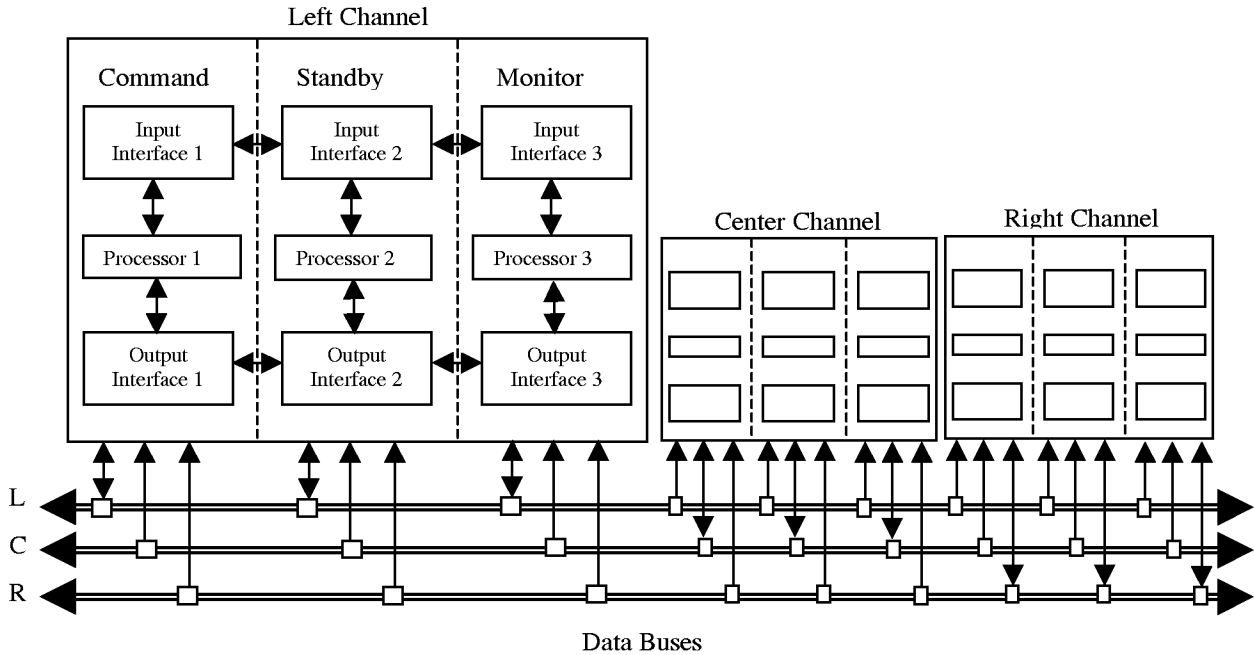 Left Channel
Command Standby Monitor
Input Interface 1
Input Interface 2
Input Interface 3
Processor 1
Processor 2
Processor 3
Output Interface 1
Output Interface 2
Output Interface 3
Center Channel
Right Channel
L
C
R
Data Buses